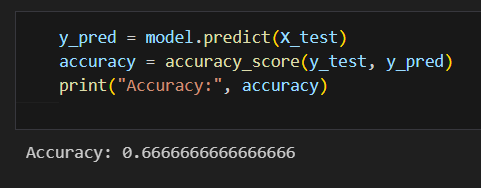 y_pred = model.predict(X_test)
accuracy = accuracy_score(y_test, y_pred)
print("Accuracy:", accuracy)
Accuracy: 0.6666666666666666